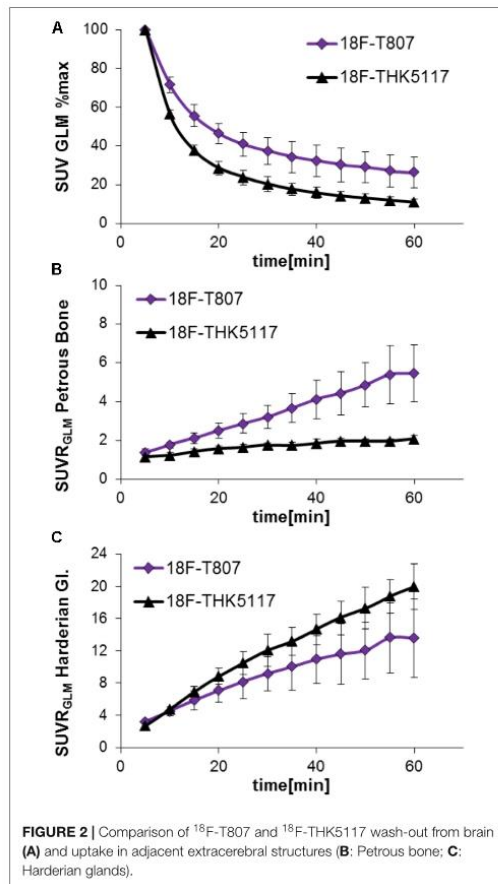 A
SUV GLM %max
100
80
60
40
20
0
18F-T807
18F-THK5117
0 20 40 60
time[min]
B
SUVR_GLM Petrous Bone
10
8
6
4
2
0
18F-T807
18F-THK5117
0 20 40 60
time[min]
C
SUVR_GLM Harderian Gl.
24
20
16
12
8
4
0
18F-T807
18F-THK5117
0 20 40 60
time[min]
FIGURE 2 | Comparison of ¹⁸F-T807 and ¹⁸F-THK5117 wash-out from brain
(A) and uptake in adjacent extracerebral structures (B: Petrous bone; C:
Harderian glands).